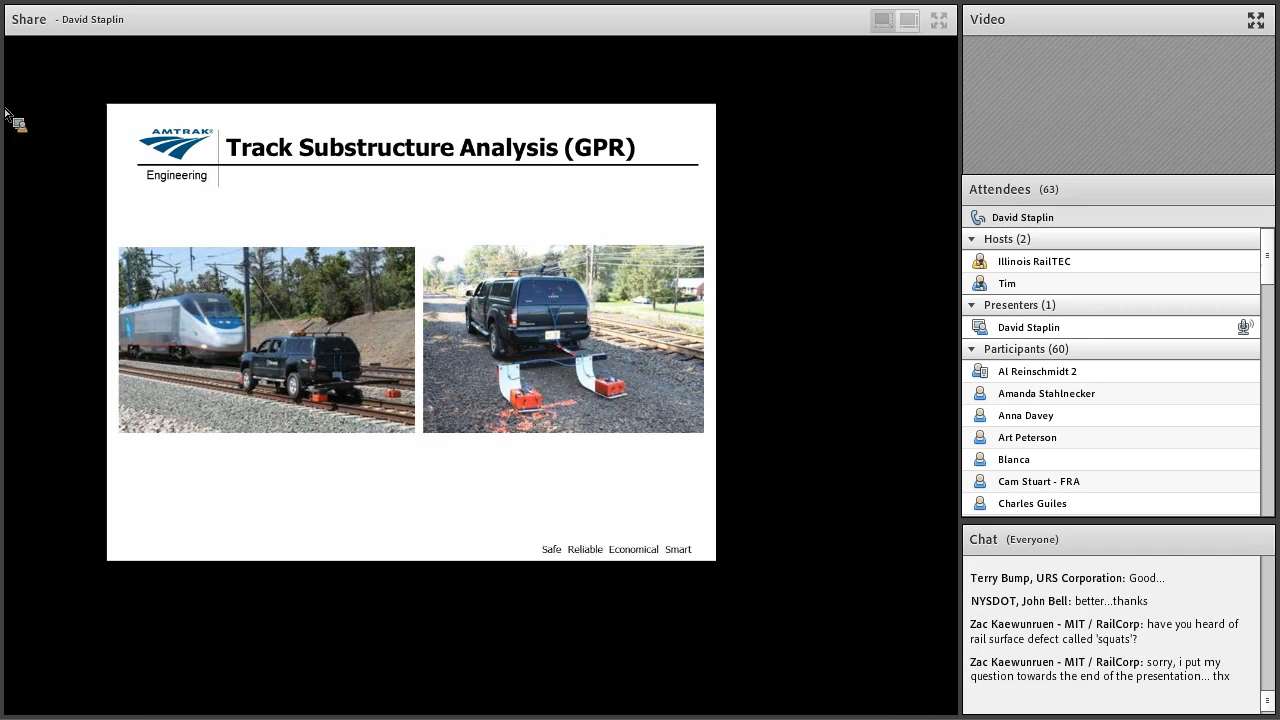 Share - David Staplin
AMTRAK®
Engineering
Track Substructure Analysis (GPR)
Safe Reliable Economical Smart
Video
Attendees (63)
David Staplin
Hosts (2)
Illinois RailTEC
Tim
Presenters (1)
David Staplin
Participants (60)
Al Reinschmidt 2
Amanda Stahlnecker
Anna Davey
Art Peterson
Blanca
Cam Stuart - FRA
Charles Guiles
Chat (Everyone)
Terry Bump, URS Corporation: Good...
NYSDOT, John Bell: better...thanks
Zac Kaewunruen - MIT / RailCorp: have you heard of
rail surface defect called 'squats'?
Zac Kaewunruen - MIT / RailCorp: sorry, i put my
question towards the end of the presentation... thx